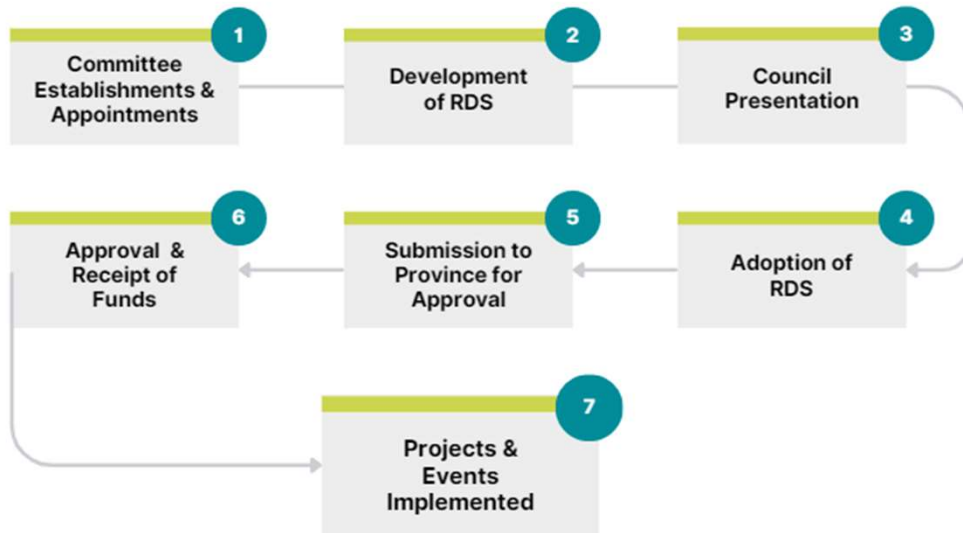 1
Committee
Establishments &
Appointments
2
Development
of RDS
3
Council
Presentation
4
Adoption of
RDS
5
Submission to
Province for
Approval
6
Approval &
Receipt of
Funds
7
Projects &
Events
Implemented